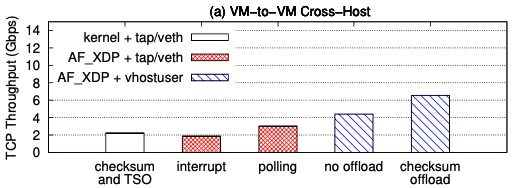 (a) VM-to-VM Cross-Host
TCP Throughput (Gbps)
14
12
10
8
6
4
2
0
kernel + tap/veth
AF_XDP + tap/veth
AF_XDP + vhostuser
checksum and TSO
interrupt
polling
no offload
checksum offload